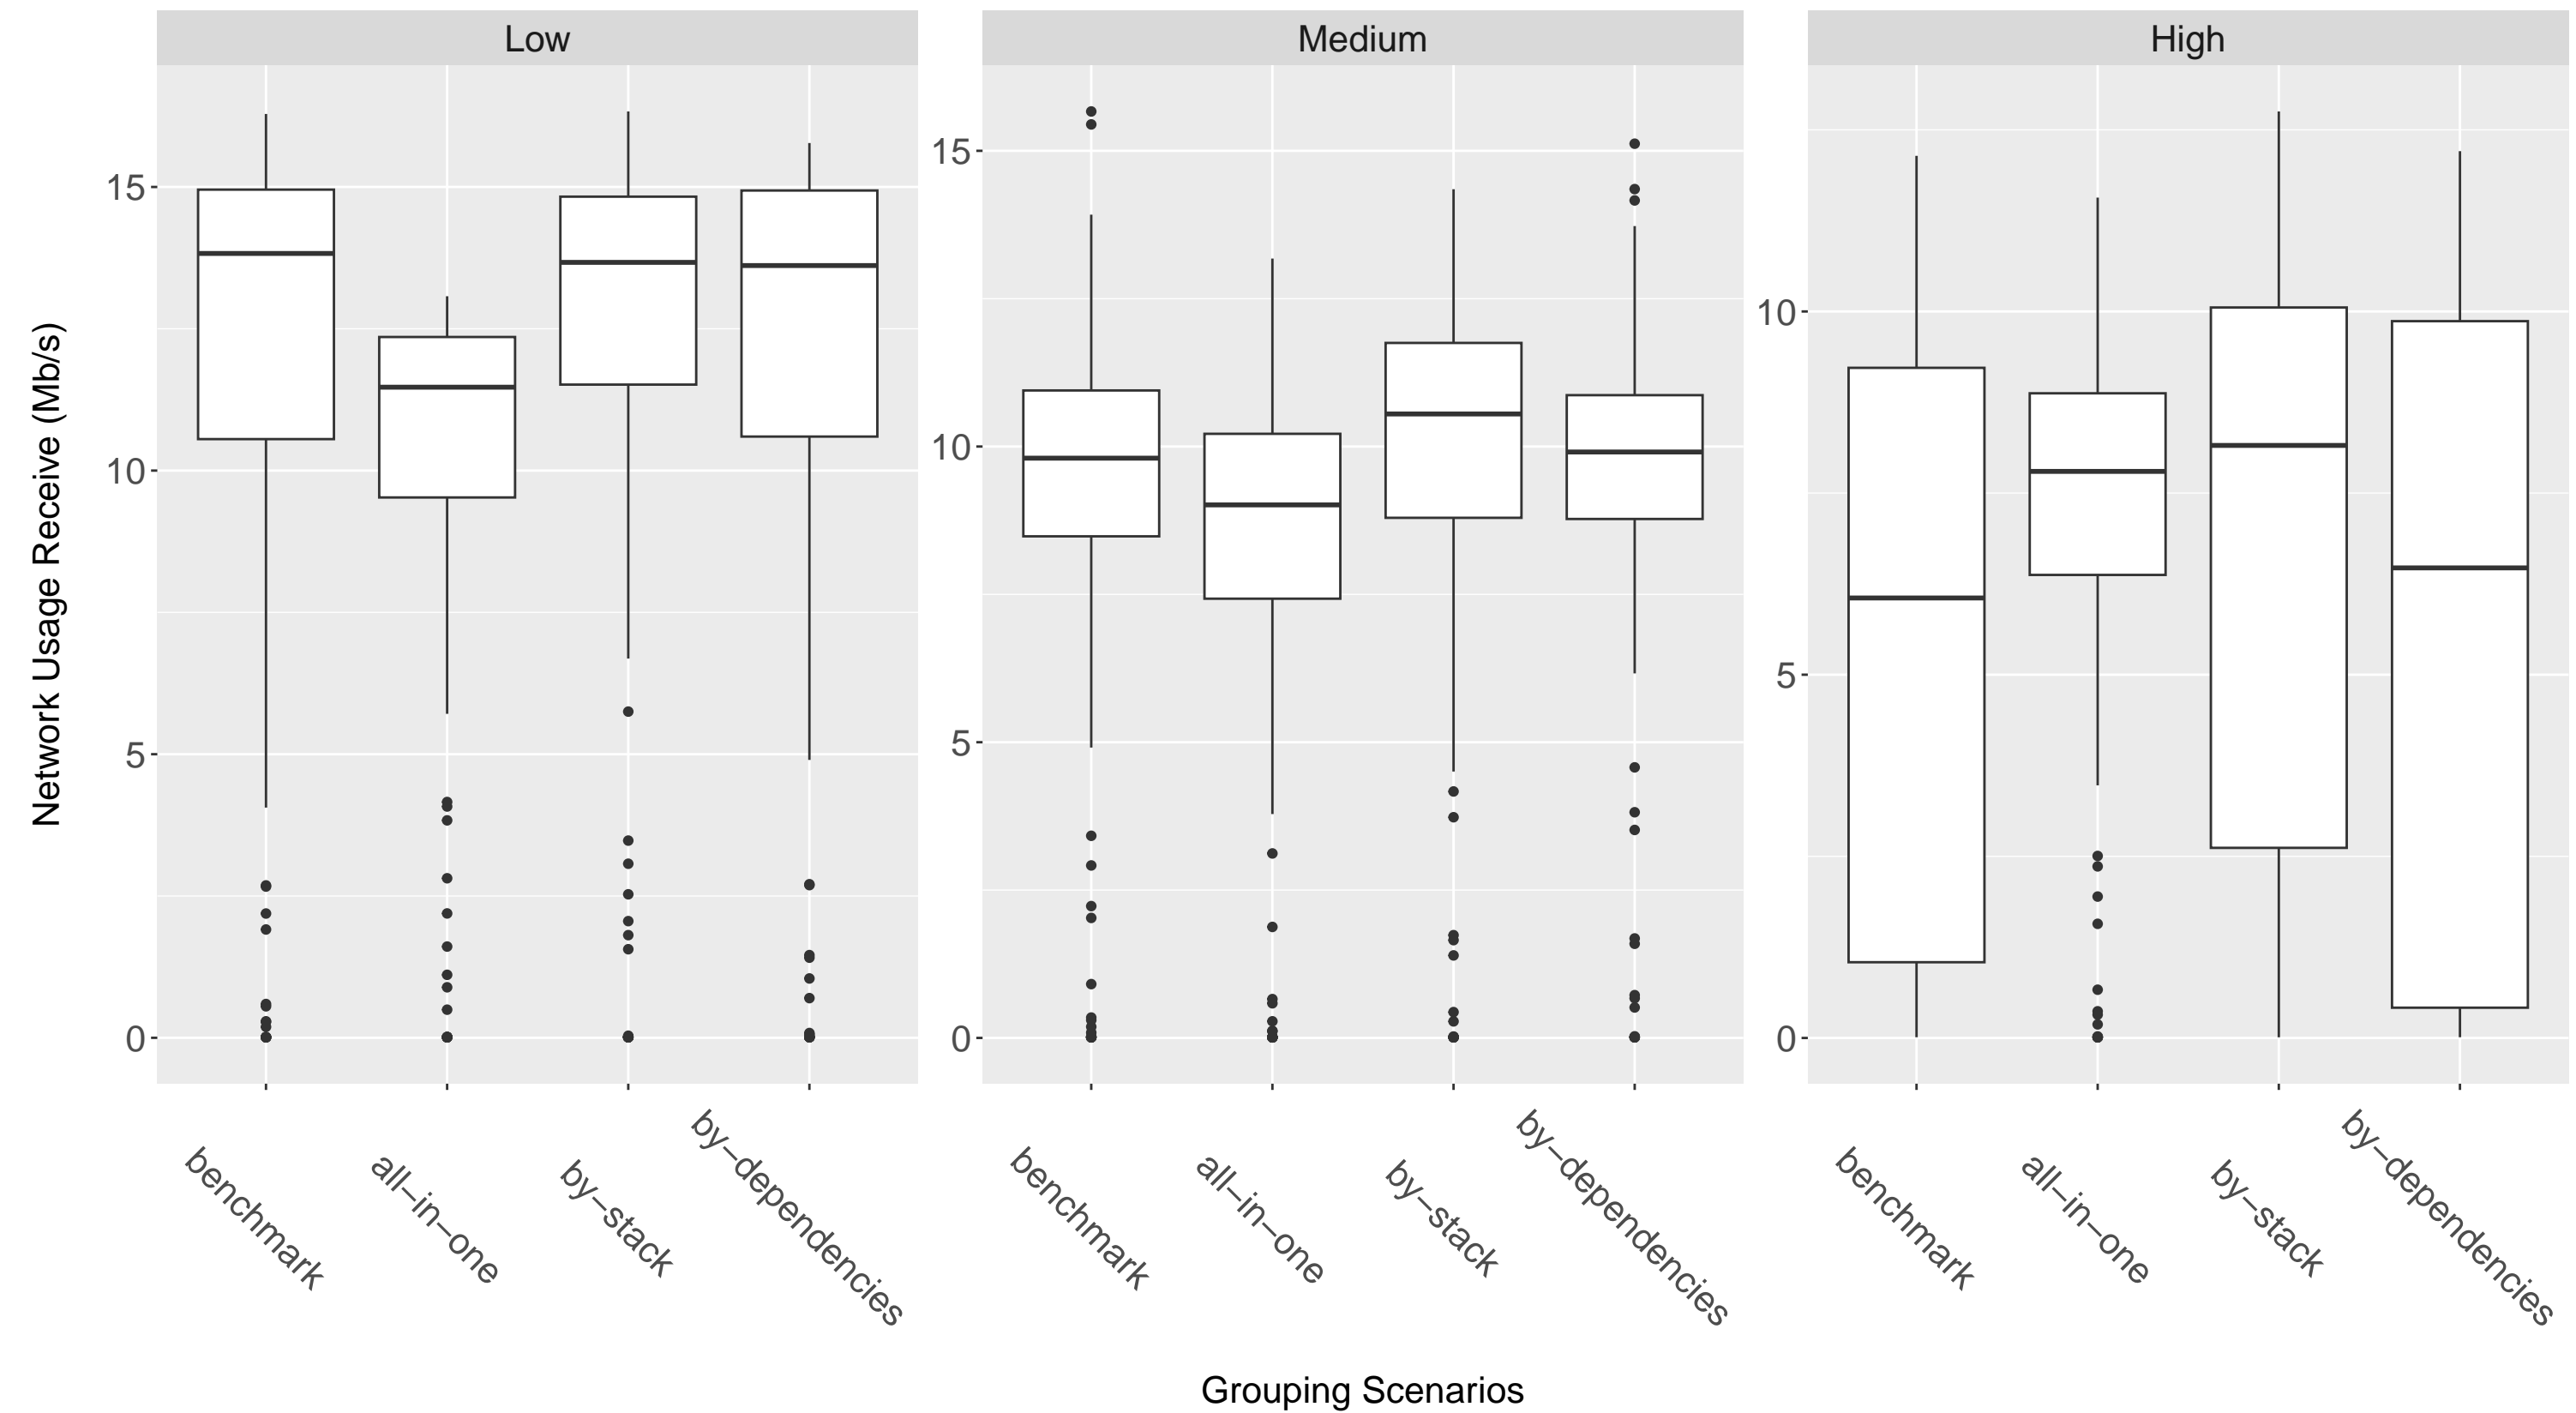 Low
Medium
High
Network Usage Receive (Mb/s)
15
10
5
0
15
10
5
0
10
5
0
benchmark
all–in–one
by–stack
by–dependencies
benchmark
all–in–one
by–stack
by–dependencies
benchmark
all–in–one
by–stack
by–dependencies
Grouping Scenarios